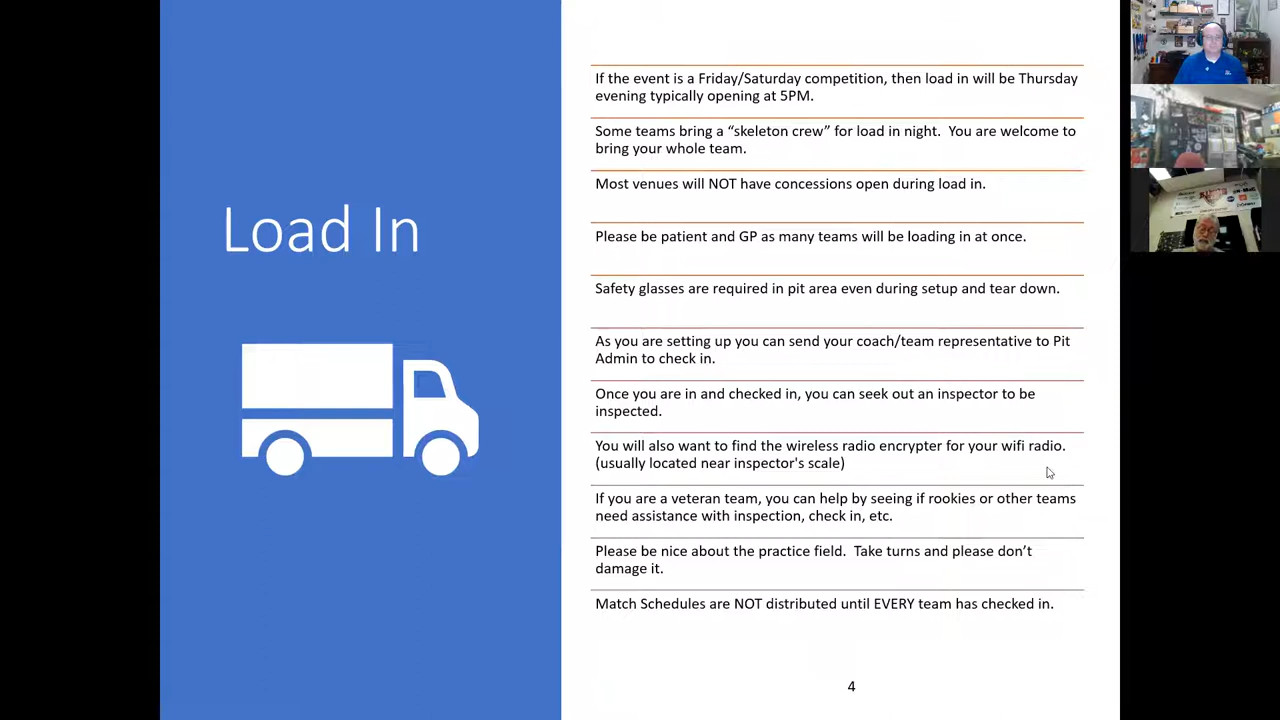 Load In
If the event is a Friday/Saturday competition, then load in will be Thursday
evening typically opening at 5PM.
Some teams bring a “skeleton crew” for load in night.  You are welcome to
bring your whole team.
Most venues will NOT have concessions open during load in.
Please be patient and GP as many teams will be loading in at once.
Safety glasses are required in pit area even during setup and tear down.
As you are setting up you can send your coach/team representative to Pit
Admin to check in.
Once you are in and checked in, you can seek out an inspector to be
inspected.
You will also want to find the wireless radio encrypter for your wifi radio.
(usually located near inspector's scale)
If you are a veteran team, you can help by seeing if rookies or other teams
need assistance with inspection, check in, etc.
Please be nice about the practice field.  Take turns and please don’t
damage it.
Match Schedules are NOT distributed until EVERY team has checked in.
4